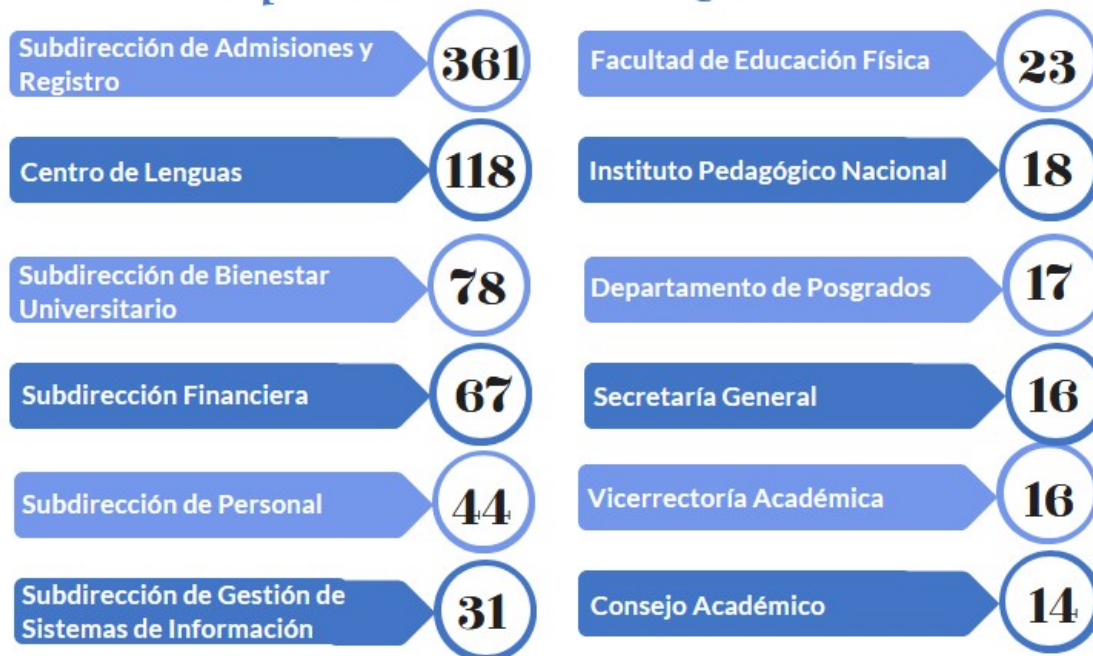 Subdirección de Admisiones y
Registro
361
Centro de Lenguas
118
Subdirección de Bienestar
Universitario
78
Subdirección Financiera
67
Subdirección de Personal
44
Subdirección de Gestión de
Sistemas de Información
31
Facultad de Educación Física
23
Instituto Pedagógico Nacional
18
Departamento de Posgrados
17
Secretaría General
16
Vicerrectoría Académica
16
Consejo Académico
14